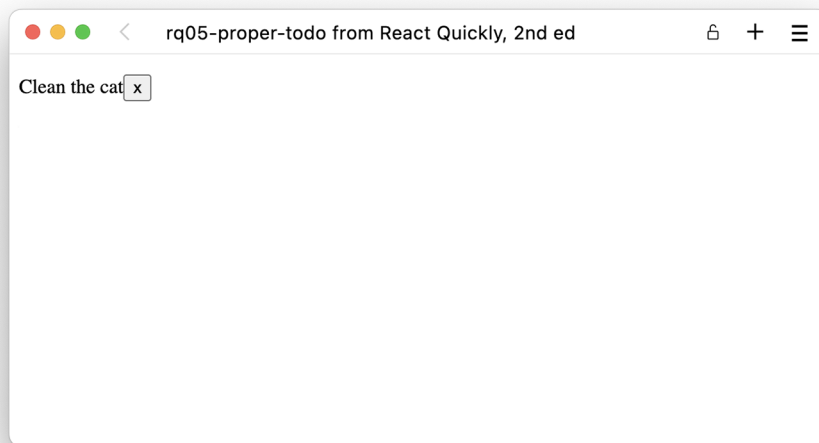 rq05-proper-todo from React Quickly, 2nd ed
Clean the cat x